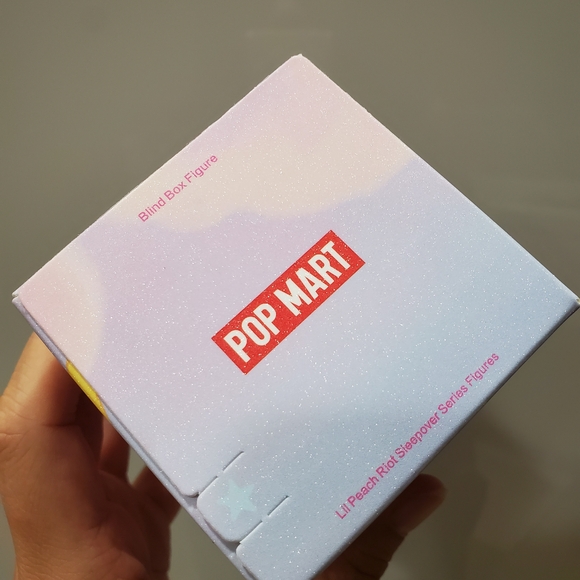 Blind Box Figure
POP MART
Lil Peach Riot Sleepover Series Figures